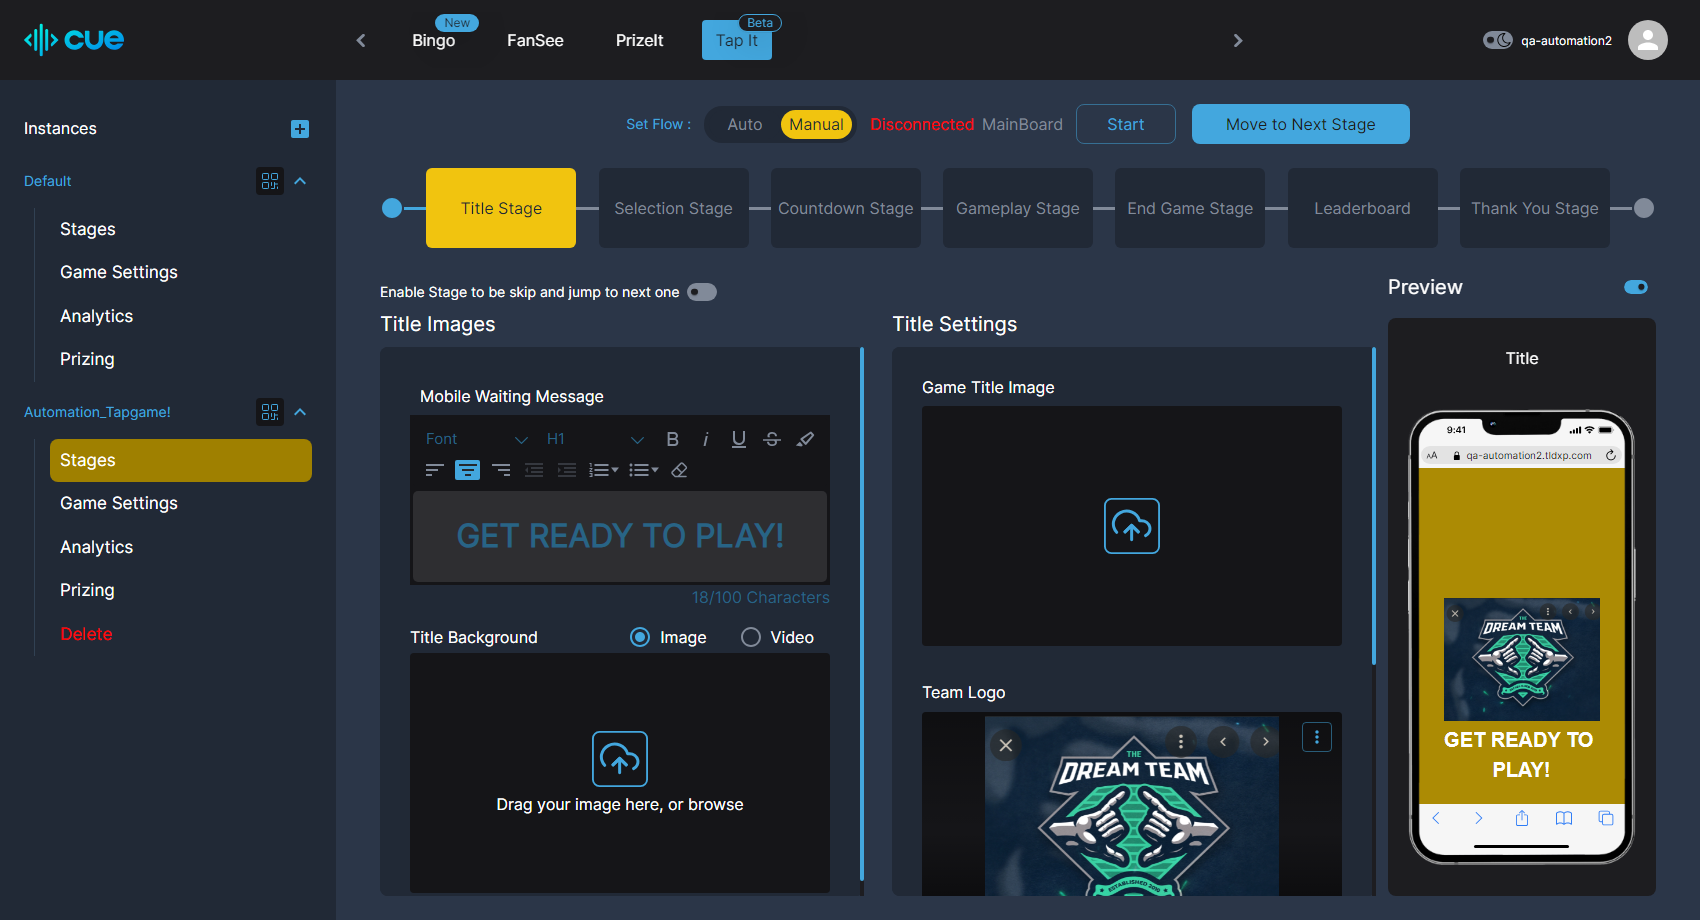 cue
Bingo
New
FanSee
PrizeIt
Tap It
Beta
qa-automation2
Instances
Default
Stages
Game Settings
Analytics
Prizing
Automation_Tapgame!
Stages
Game Settings
Analytics
Prizing
Delete
Set Flow :
Auto
Manual
Disconnected MainBoard
Start
Move to Next Stage
Title Stage
Selection Stage
Countdown Stage
Gameplay Stage
End Game Stage
Leaderboard
Thank You Stage
Enable Stage to be skip and jump to next one
Title Images
Mobile Waiting Message
Font
H1
B i U S
GET READY TO PLAY!
18/100 Characters
Title Background
Image
Video
Drag your image here, or browse
Title Settings
Game Title Image
Team Logo
THE
DREAM TEAM
ESTABLISHED 2010
Preview
Title
9:41
AA
qa-automation2.tldxp.com
THE
DREAM TEAM
GET READY TO
PLAY!